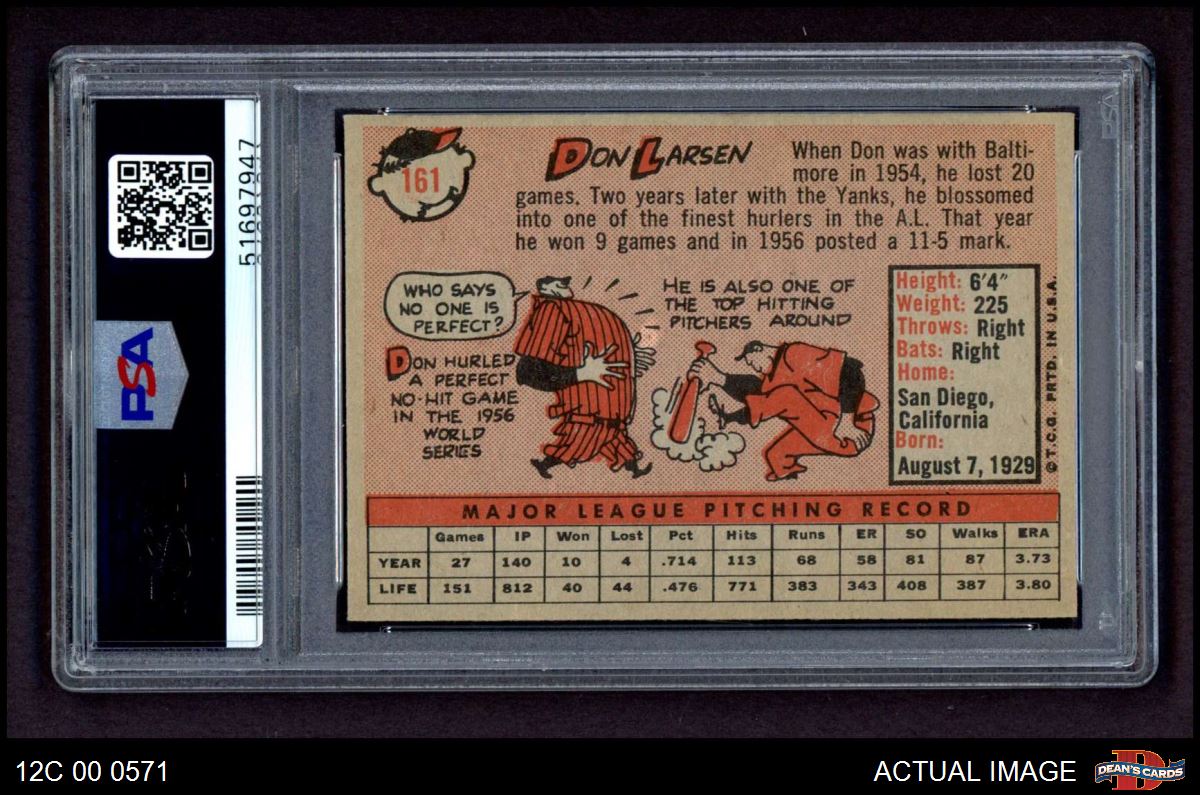 51697947
PSA
161
DON LARSEN
When Don was with Balti-
more in 1954, he lost 20
games. Two years later with the Yanks, he blossomed
into one of the finest hurlers in the A.L. That year
he won 9 games and in 1956 posted a 11-5 mark.
WHO SAYS
NO ONE IS
PERFECT?
DON HURLED
A PERFECT
NO-HIT GAME
IN THE 1956
WORLD
SERIES
HE IS ALSO ONE OF
THE TOP HITTING
PITCHERS AROUND
Height: 6'4"
Weight: 225
Throws: Right
Bats: Right
Home:
San Diego,
California
Born:
August 7, 1929
© T.C.G. PRTD. IN U.S.A.
MAJOR LEAGUE PITCHING RECORD
Games IP Won Lost Pct Hits Runs ER SO Walks ERA
YEAR 27 140 10 4 .714 113 68 58 81 87 3.73
LIFE 151 812 40 44 .476 771 383 343 408 387 3.80
12C 00 0571
ACTUAL IMAGE
DEAN'S CARDS